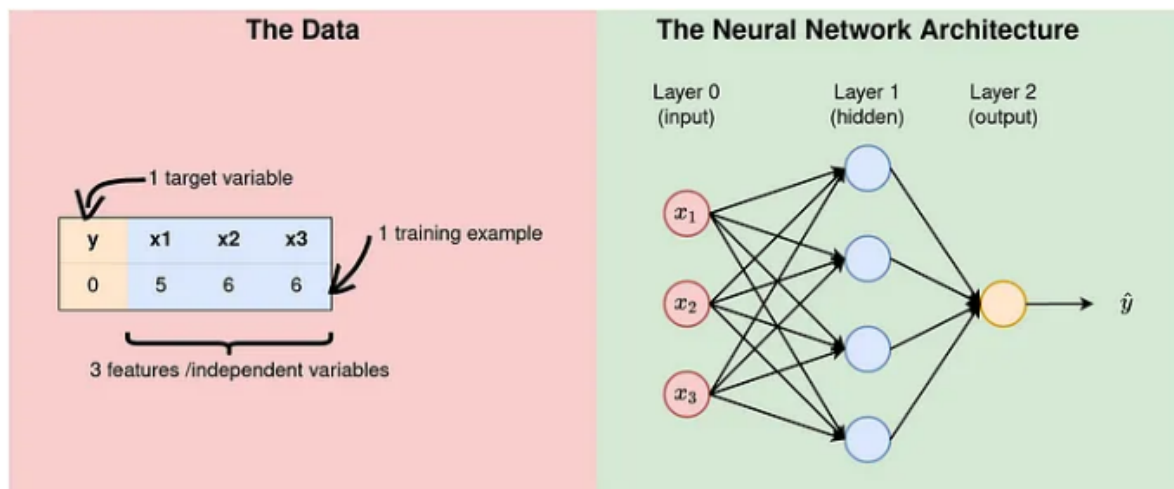 The Data
1 target variable
y x1 x2 x3
0 5 6 6
1 training example
3 features /independent variables
The Neural Network Architecture
Layer 0
(input)
Layer 1
(hidden)
Layer 2
(output)
x₁
x₂
x₃
ŷ